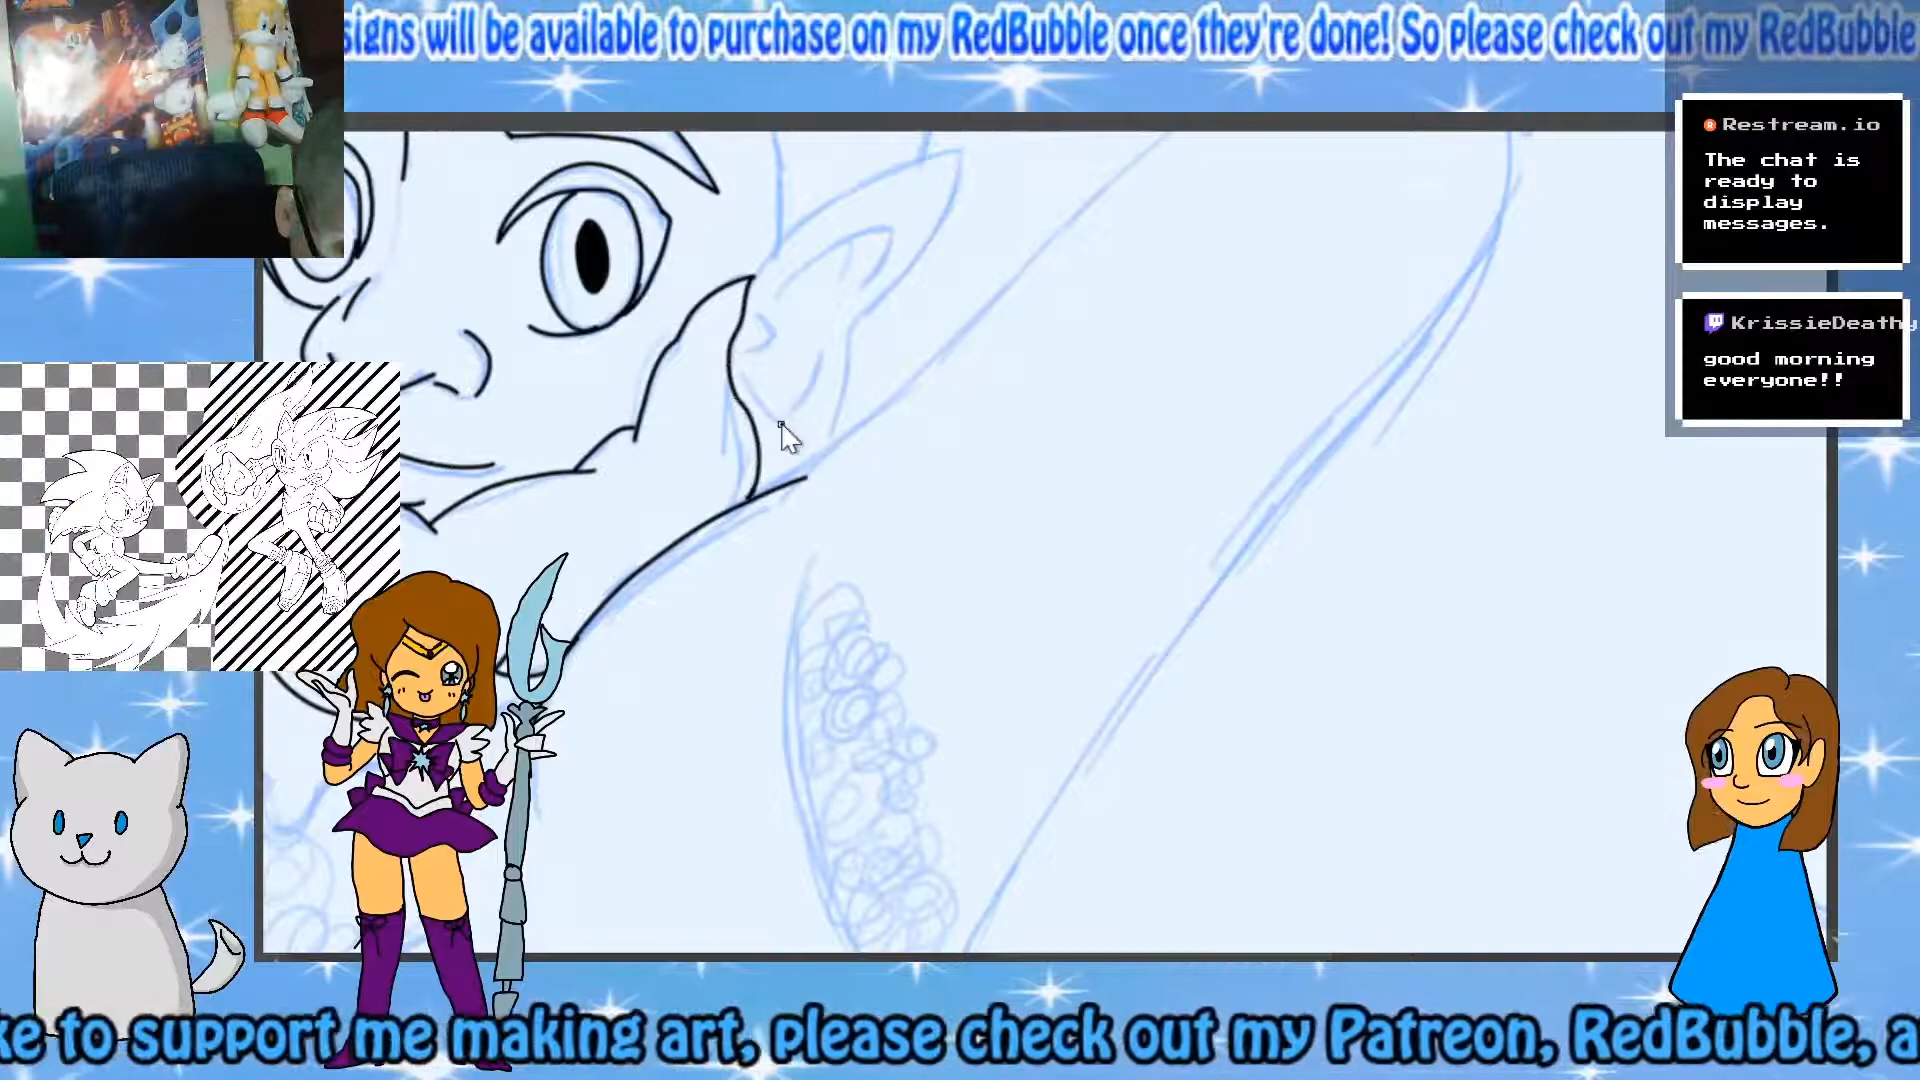 signs will be available to purchase on my RedBubble once they're done! So please check out my RedBubble
Restream.io
The chat is
ready to
display
messages.
KrissieDeathy
good morning
everyone!!
ke to support me making art, please check out my Patreon, RedBubble, a